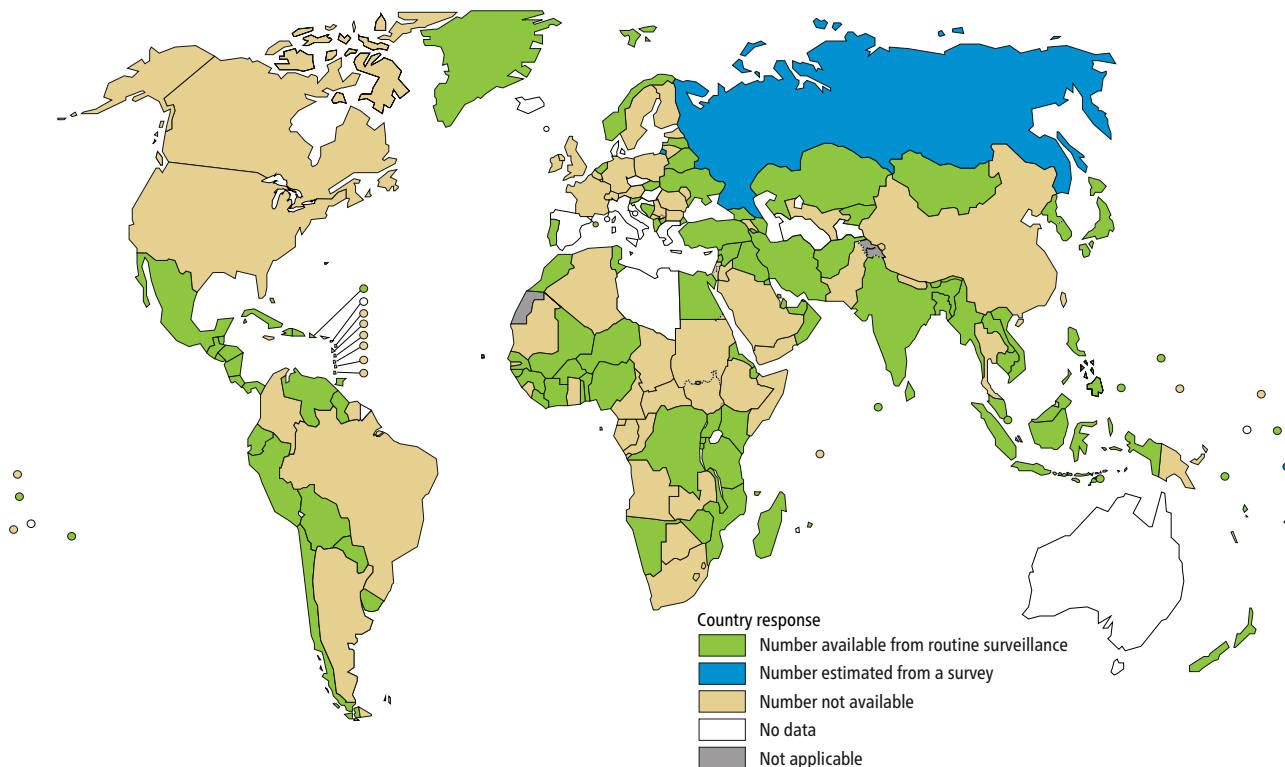 Country response
Number available from routine surveillance
Number estimated from a survey
Number not available
No data
Not applicable